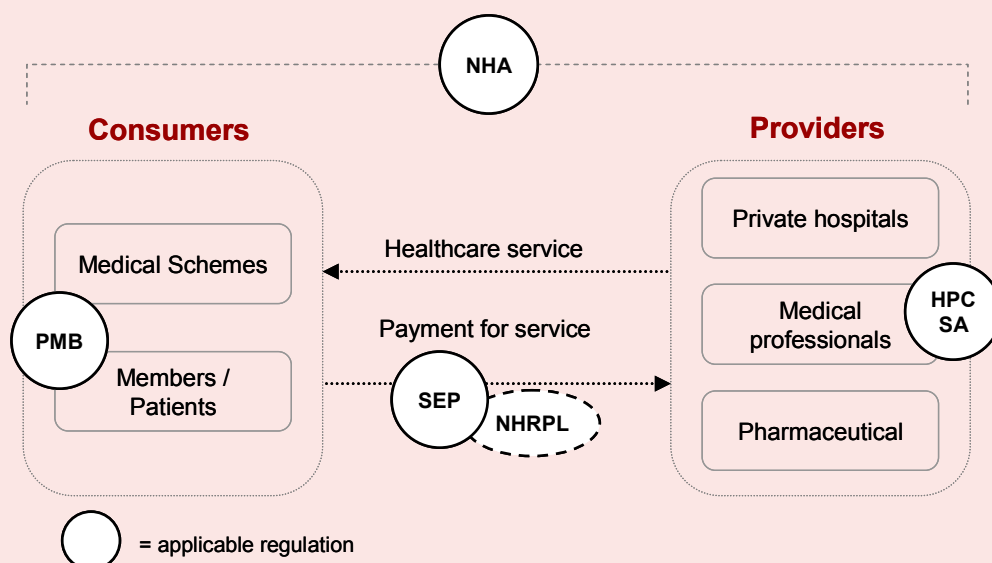 NHA
Consumers
Providers
Medical Schemes
PMB
Members /
Patients
Healthcare service
Payment for service
SEP
NHRPL
Private hospitals
Medical
professionals
HPC
SA
Pharmaceutical
= applicable regulation